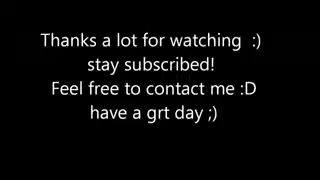 Thanks a lot for watching :)
stay subscribed!
Feel free to contact me :D
have a grt day ;)